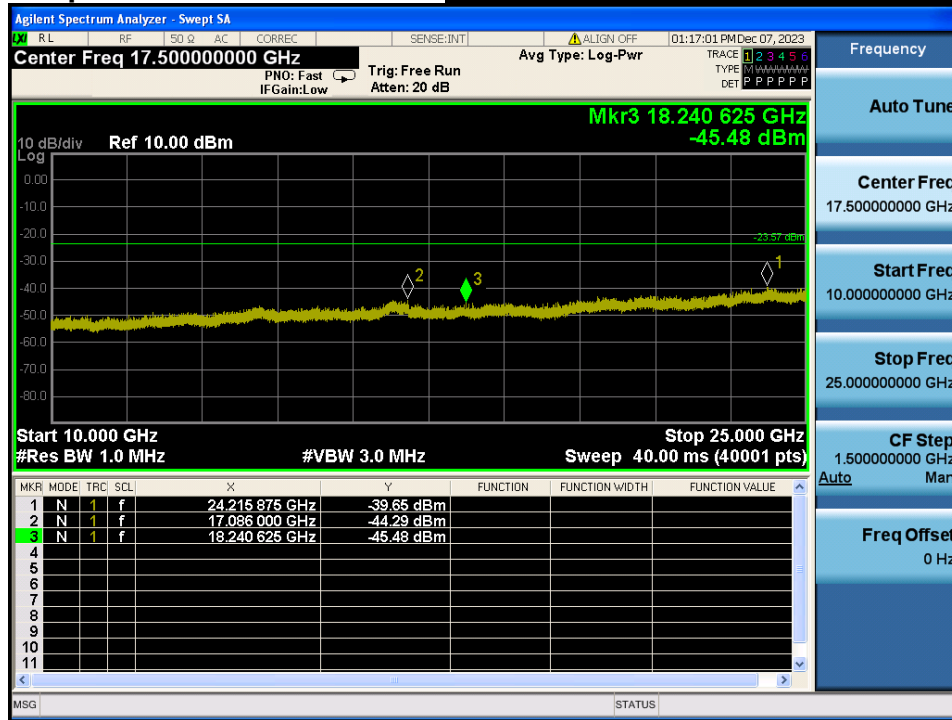 Agilent Spectrum Analyzer - Swept SA
LXI RL RF 50 Ω AC CORREC SENSE:INT ALIGN OFF 01:17:01 PM Dec 07, 2023
Center Freq 17.500000000 GHz Avg Type: Log-Pwr TRACE 1 2 3 4 5 6
PNO: Fast Trig: Free Run TYPE M
IFGain:Low Atten: 20 dB DET P P P P P P
Mkr3 18.240 625 GHz
-45.48 dBm
10 dB/div Ref 10.00 dBm
Log
0.00
-10.0
-20.0
-23.57 dBm
-30.0
1
2
3
-40.0
-50.0
-60.0
-70.0
-80.0
Start 10.000 GHz Stop 25.000 GHz
#Res BW 1.0 MHz #VBW 3.0 MHz Sweep 40.00 ms (40001 pts)
MKR MODE TRC SCL X Y FUNCTION FUNCTION WIDTH FUNCTION VALUE
1 N 1 f 24.215 875 GHz -39.65 dBm
2 N 1 f 17.086 000 GHz -44.29 dBm
3 N 1 f 18.240 625 GHz -45.48 dBm
4
5
6
7
8
9
10
11
MSG STATUS
Frequency
Auto Tune
Center Freq
17.500000000 GHz
Start Freq
10.000000000 GHz
Stop Freq
25.000000000 GHz
CF Step
1.500000000 GHz
Auto Man
Freq Offset
0 Hz